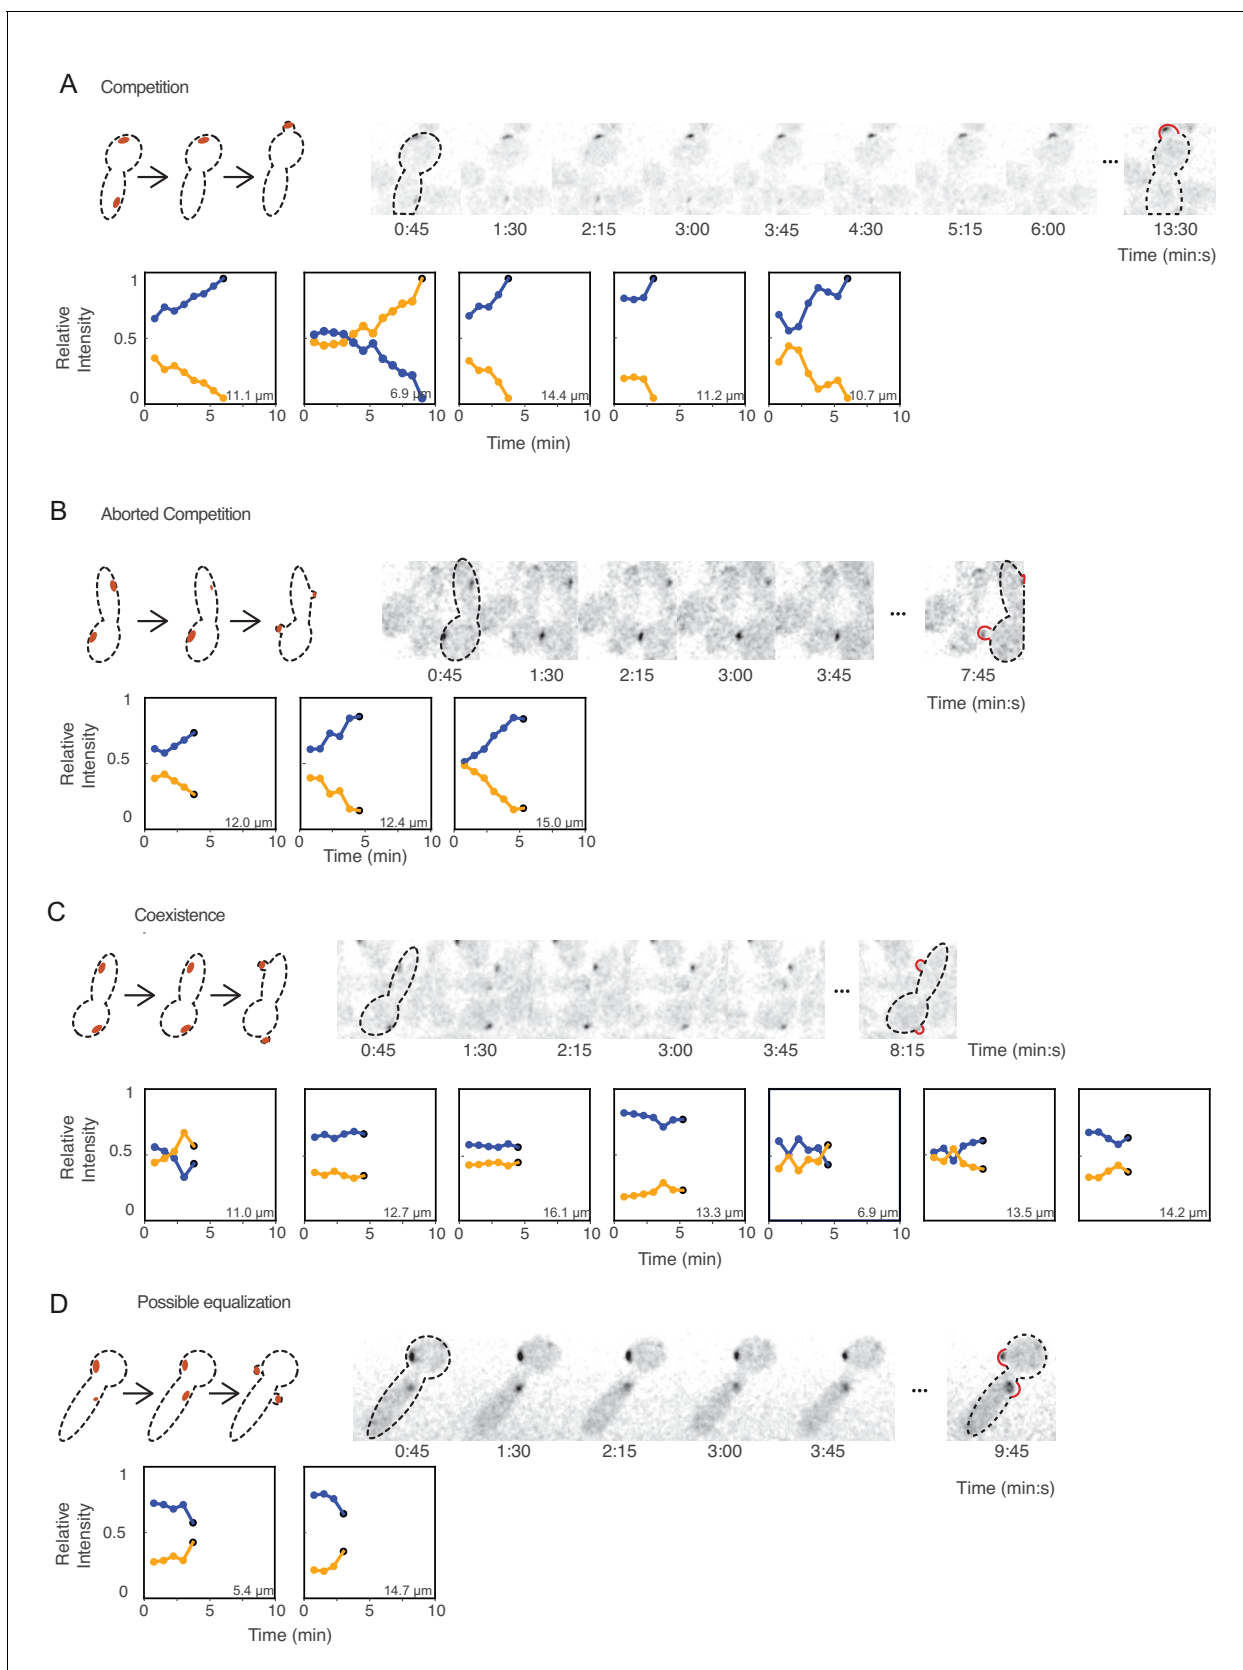 A Competition
0:45 1:30 2:15 3:00 3:45 4:30 5:15 6:00 ... 13:30
Time (min:s)
Relative Intensity
1
0.5
0
11.1 µm 6.9 µm 14.4 µm 11.2 µm 10.7 µm
0 5 10 0 5 10 0 5 10 0 5 10 0 5 10
Time (min)
B Aborted Competition
0:45 1:30 2:15 3:00 3:45 ... 7:45
Time (min:s)
Relative Intensity
1
0.5
0
12.0 µm 12.4 µm 15.0 µm
0 5 10 0 5 10 0 5 10
Time (min)
C Coexistence
0:45 1:30 2:15 3:00 3:45 ... 8:15 Time (min:s)
Relative Intensity
1
0.5
0
11.0 µm 12.7 µm 16.1 µm 13.3 µm 6.9 µm 13.5 µm 14.2 µm
0 5 10 0 5 10 0 5 10 0 5 10 0 5 10 0 5 10 0 5 10
Time (min)
D Possible equalization
0:45 1:30 2:15 3:00 3:45 ... 9:45
Time (min:s)
Relative Intensity
1
0.5
0
5.4 µm 14.7 µm
0 5 10 0 5 10
Time (min)